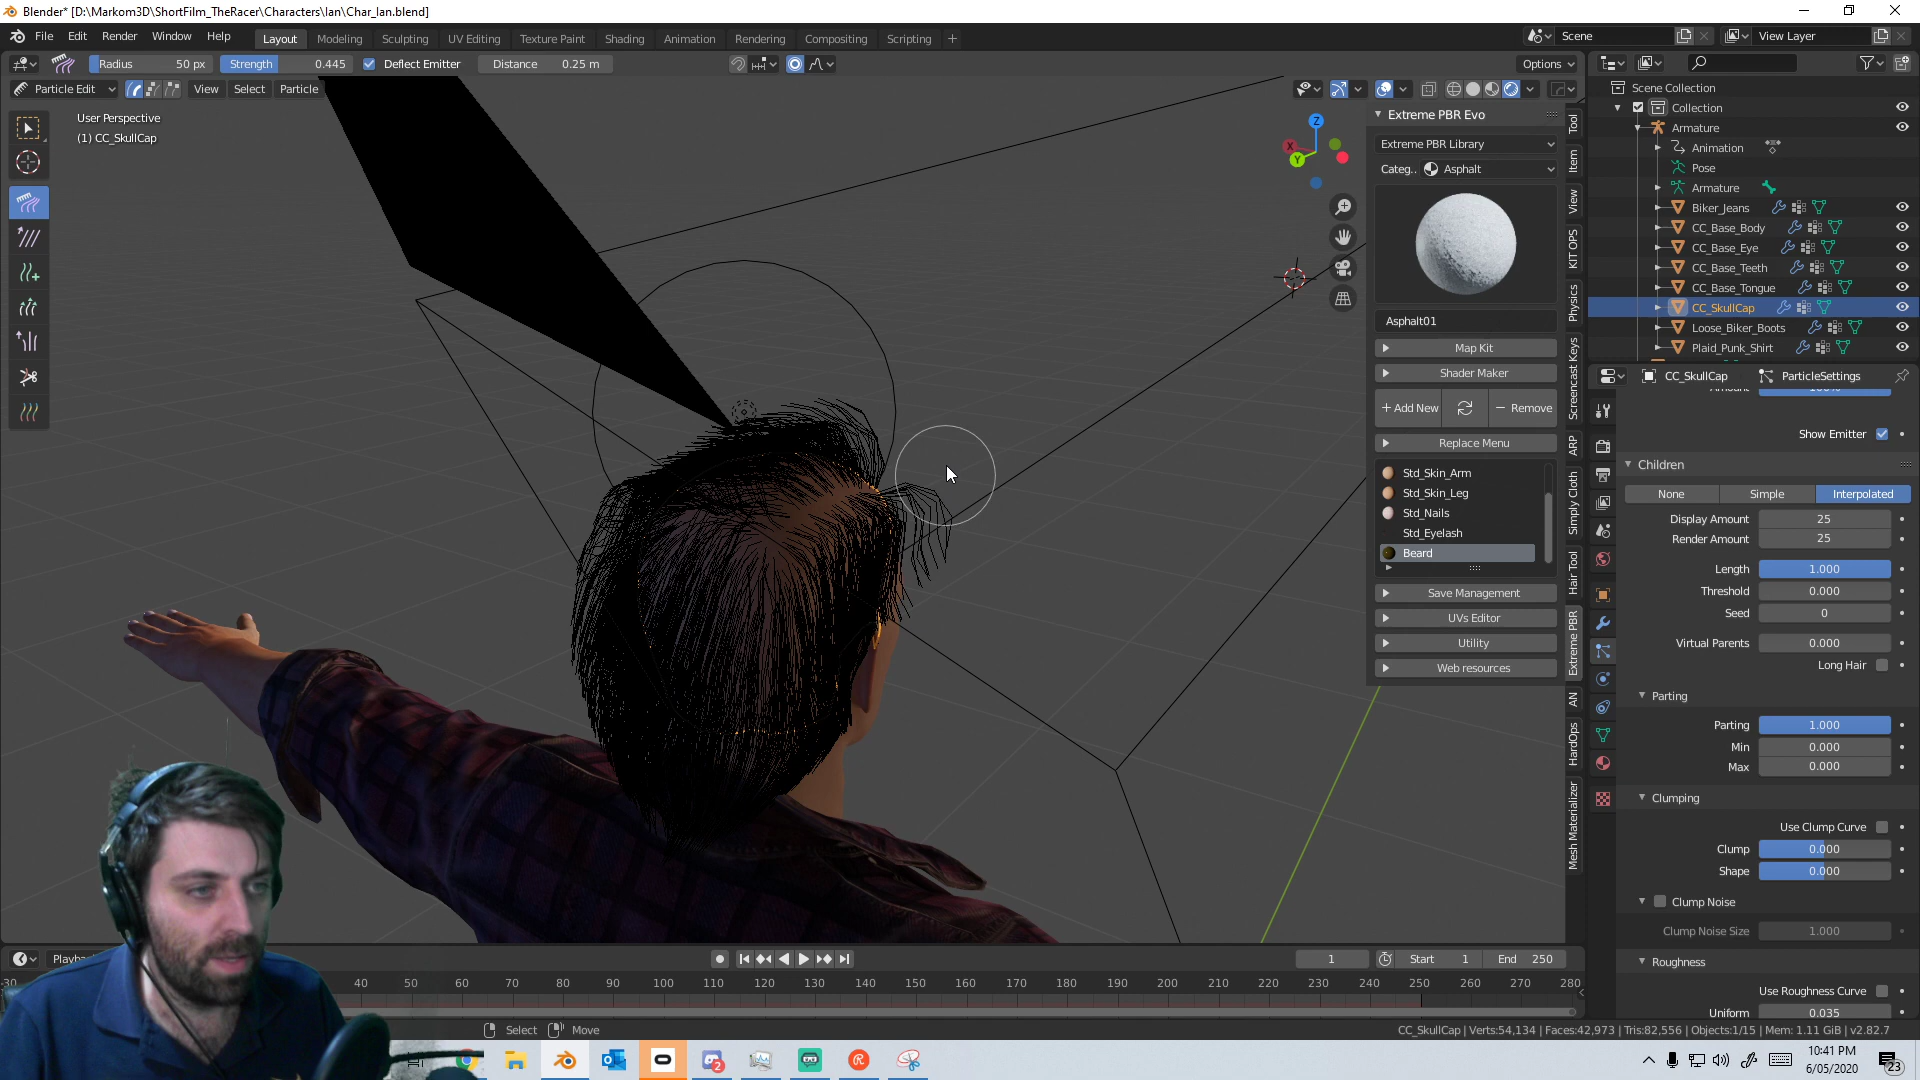 Blender* [D:\Markom3D\ShortFilm_TheRacer\Characters\Ian\Char_Ian.blend]
File Edit Render Window Help Layout Modeling Sculpting UV Editing Texture Paint Shading Animation Rendering Compositing Scripting + Scene View Layer
Radius 50 px Strength 0.445 Deflect Emitter Distance 0.25 m Options
Particle Edit View Select Particle
User Perspective
(1) CC_SkullCap
Z
X
Y
Extreme PBR Evo
Extreme PBR Library
Categ.. Asphalt
Asphalt01
Map Kit
Shader Maker
Add New Remove
Replace Menu
Std_Skin_Arm
Std_Skin_Leg
Std_Nails
Std_Eyelash
Beard
Save Management
UVs Editor
Utility
Web resources
Tool
Item
View
KIT OPS
Physics
Screencast Keys
ARP
Simply Cloth
Hair Tool
Extreme PBR
AN
HardOps
Mesh Materializer
Scene Collection
Collection
Armature
Animation
Pose
Armature
Biker_Jeans
CC_Base_Body
CC_Base_Eye
CC_Base_Teeth
CC_Base_Tongue
CC_SkullCap
Loose_Biker_Boots
Plaid_Punk_Shirt
CC_SkullCap ParticleSettings
Amount 100%
Show Emitter
Children
None Simple Interpolated
Display Amount 25
Render Amount 25
Length 1.000
Threshold 0.000
Seed 0
Virtual Parents 0.000
Long Hair
Parting
Parting 1.000
Min 0.000
Max 0.000
Clumping
Use Clump Curve
Clump 0.000
Shape 0.000
Clump Noise
Clump Noise Size 1.000
Roughness
Use Roughness Curve
Uniform 0.035
1 Start 1 End 250
40 50 60 70 80 90 100 110 120 130 140 150 160 170 180 190 200 210 220 230 240 250 260 270 280
Select Move
CC_SkullCap | Verts:54,134 | Faces:42,973 | Tris:82,556 | Objects:1/15 | Mem: 1.11 GiB | v2.82.7
2
10:41 PM
6/05/2020
23